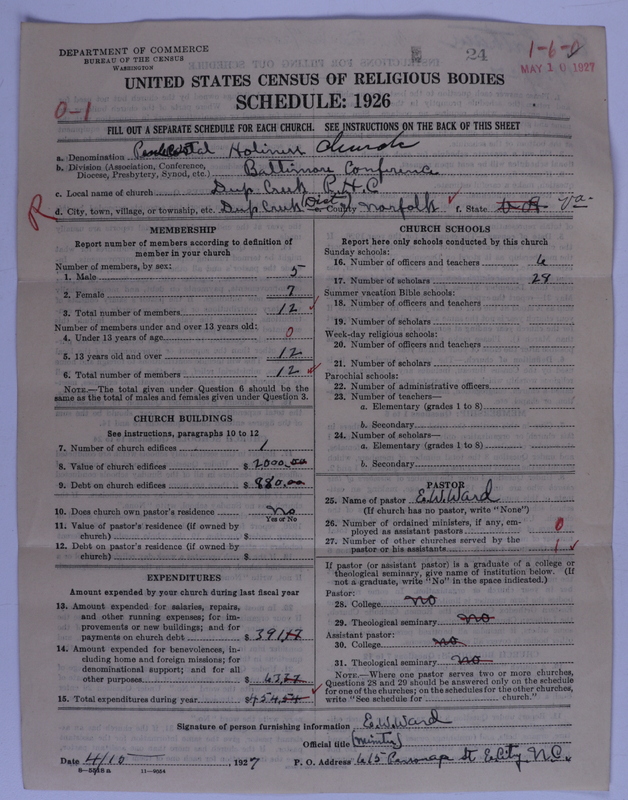 DEPARTMENT OF COMMERCE
BUREAU OF THE CENSUS
WASHINGTON
24
1-6-0
MAY 10 1927
UNITED STATES CENSUS OF RELIGIOUS BODIES
SCHEDULE: 1926
0-1
FILL OUT A SEPARATE SCHEDULE FOR EACH CHURCH. SEE INSTRUCTIONS ON THE BACK OF THIS SHEET
a. Denomination Pentecostal Holiness Church
b. Division (Association, Conference, Diocese, Presbytery, Synod, etc.) Baltimore Conference
c. Local name of church Deep Creek P.H.C
R d. City, town, village, or township, etc. Deep Creek Dist or County Norfolk f. State Va.
MEMBERSHIP
Report number of members according to definition of
member in your church
Number of members, by sex:
1. Male 5
2. Female 7
3. Total number of members 12
Number of members under and over 13 years old:
4. Under 13 years of age 0
5. 13 years old and over 12
6. Total number of members 12
NOTE.—The total given under Question 6 should be the
same as the total of males and females given under Question 3.
CHURCH BUILDINGS
See instructions, paragraphs 10 to 12
7. Number of church edifices 1
8. Value of church edifices $ 2000.00
9. Debt on church edifices $ 880.00
10. Does church own pastor's residence No
Yes or No
11. Value of pastor's residence (if owned by
church) $
12. Debt on pastor's residence (if owned by
church) $
EXPENDITURES
Amount expended by your church during last fiscal year
13. Amount expended for salaries, repairs,
and other running expenses; for im-
provements or new buildings; and for
payments on church debt $ 391.17
14. Amount expended for benevolences, in-
cluding home and foreign missions; for
denominational support; and for all
other purposes $ 63.37
15. Total expenditures during year $ 454.54
CHURCH SCHOOLS
Report here only schools conducted by this church
Sunday schools:
16. Number of officers and teachers 6
17. Number of scholars 29
Summer vacation Bible schools:
18. Number of officers and teachers
19. Number of scholars
Week-day religious schools:
20. Number of officers and teachers
21. Number of scholars
Parochial schools:
22. Number of administrative officers
23. Number of teachers—
a. Elementary (grades 1 to 8)
b. Secondary
24. Number of scholars—
a. Elementary (grades 1 to 8)
b. Secondary
PASTOR
25. Name of pastor E.W.Ward
(If church has no pastor, write "None")
26. Number of ordained ministers, if any, em-
ployed as assistant pastors 0
27. Number of other churches served by the
pastor or his assistants 1
If pastor (or assistant pastor) is a graduate of a college or
theological seminary, give name of institution below. (If
not a graduate, write "No" in the space indicated.)
Pastor:
28. College no
29. Theological seminary no
Assistant pastor:
30. College no
31. Theological seminary no
NOTE.—Where one pastor serves two or more churches,
Questions 28 and 29 should be answered only on the schedule
for one of the churches; on the schedules for the other churches,
write "See schedule for church."
Signature of person furnishing information E.W.Ward
Official title (minister)
Date 4/10, 1927 P. O. Address 615 Parsonage St E.City, N.C.
8-5518a 11-9554